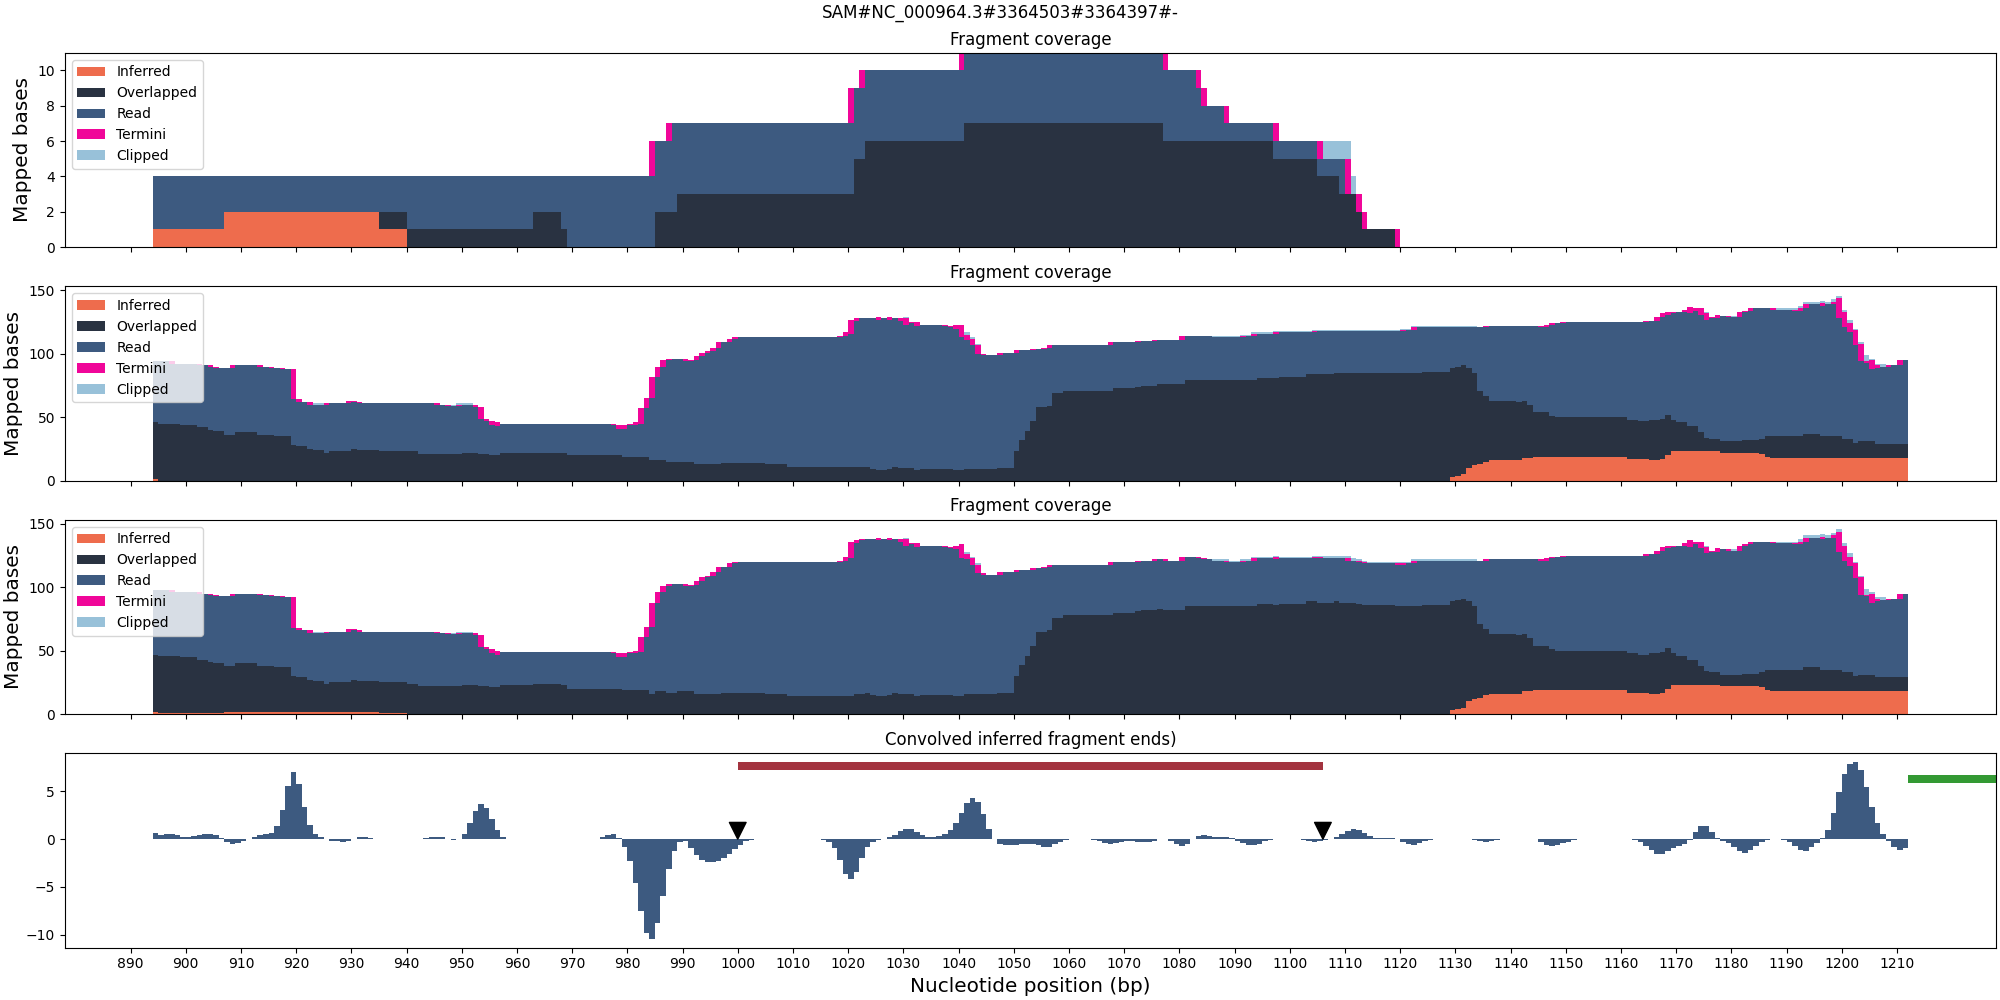 SAM#NC_000964.3#3364503#3364397#-
Fragment coverage
Mapped bases
10
8
6
4
2
0
Inferred
Overlapped
Read
Termini
Clipped
Fragment coverage
Mapped bases
150
100
50
0
Inferred
Overlapped
Read
Termini
Clipped
Fragment coverage
Mapped bases
150
100
50
0
Inferred
Overlapped
Read
Termini
Clipped
Convolved inferred fragment ends)
5
0
−5
−10
890 900 910 920 930 940 950 960 970 980 990 1000 1010 1020 1030 1040 1050 1060 1070 1080 1090 1100 1110 1120 1130 1140 1150 1160 1170 1180 1190 1200 1210
Nucleotide position (bp)